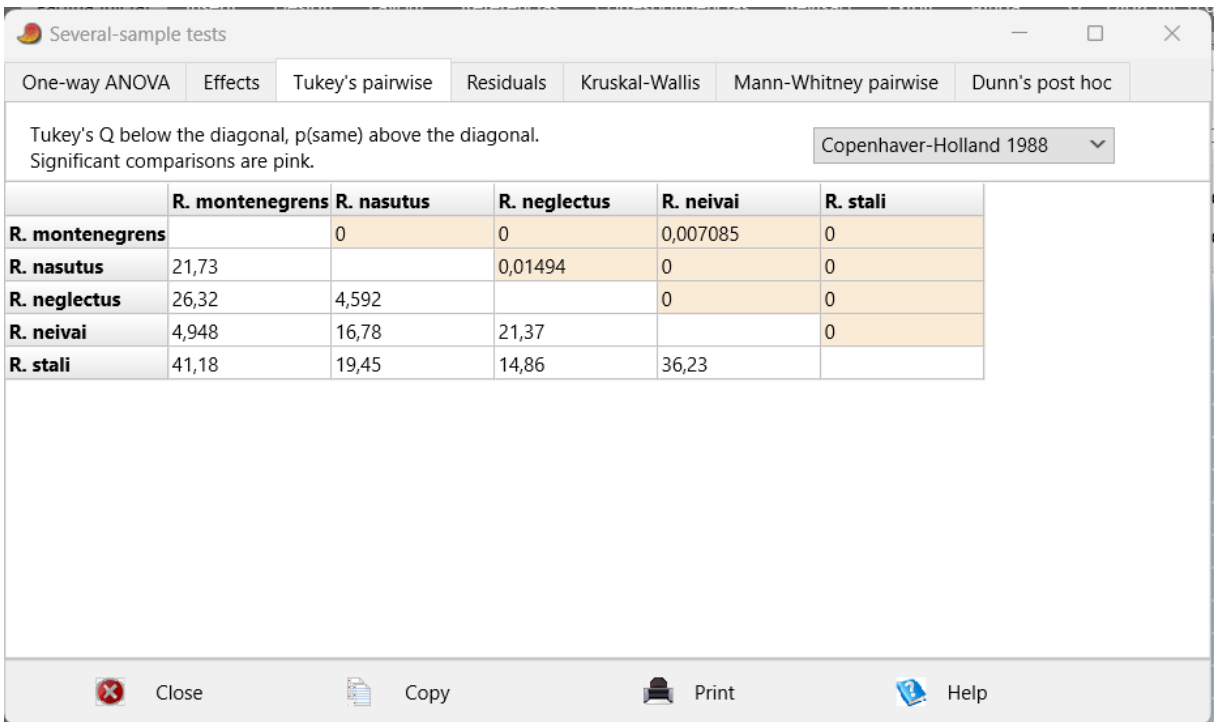 Several-sample tests
One-way ANOVA Effects Tukey's pairwise Residuals Kruskal-Wallis Mann-Whitney pairwise Dunn's post hoc
Tukey's Q below the diagonal, p(same) above the diagonal.
Significant comparisons are pink.
Copenhaver-Holland 1988
R. montenegrens R. nasutus R. neglectus R. neivai R. stali
R. montenegrens 0 0 0,007085 0
R. nasutus 21,73 0,01494 0 0
R. neglectus 26,32 4,592 0 0
R. neivai 4,948 16,78 21,37 0
R. stali 41,18 19,45 14,86 36,23
Close Copy Print Help